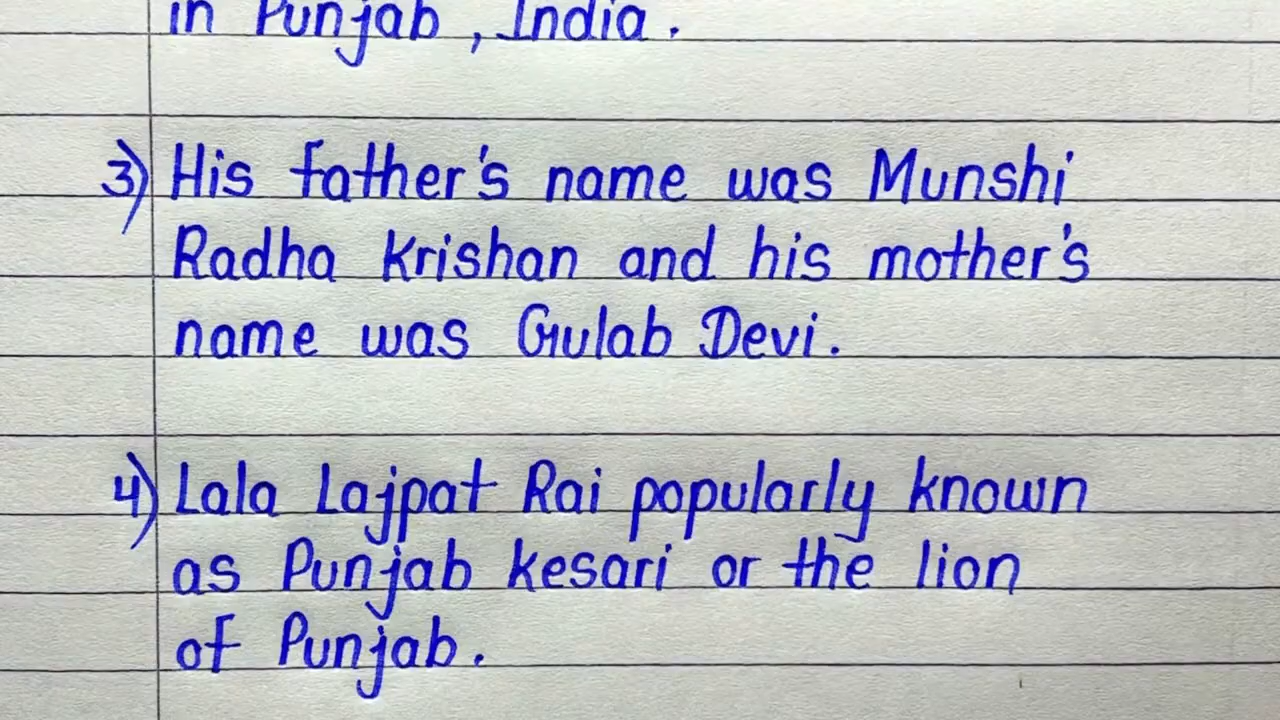 in Punjab, India.
3) His father's name was Munshi
Radha Krishan and his mother's
name was Gulab Devi.
4) Lala Lajpat Rai popularly known
as Punjab kesari or the lion
of Punjab.